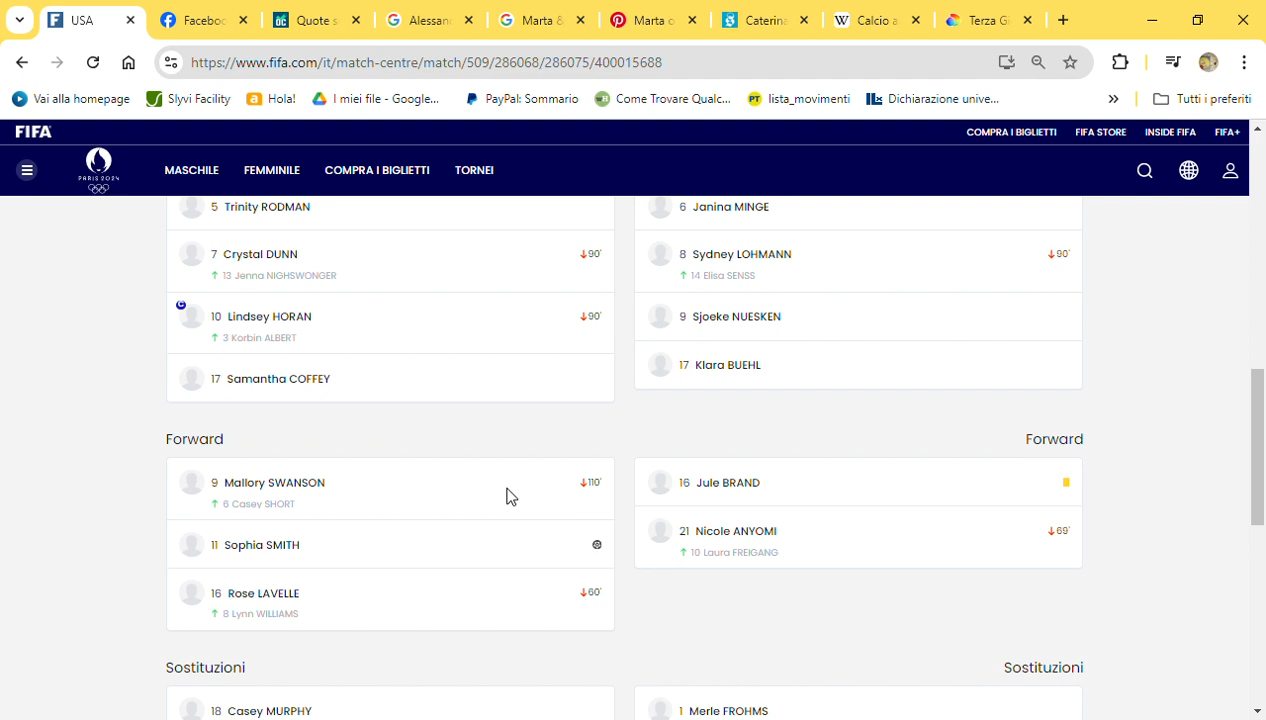 USA
Faceboo
Quote s
Alessan
Marta &
Marta o
Caterina
Calcio a
Terza Gi
https://www.fifa.com/it/match-centre/match/509/286068/286075/400015688
Vai alla homepage
Slyvi Facility
Hola!
I miei file - Google...
PayPal: Sommario
Come Trovare Qualc...
PT lista_movimenti
Dichiarazione unive...
Tutti i preferiti
FIFA
COMPRA I BIGLIETTI
FIFA STORE
INSIDE FIFA
FIFA+
PARIS 2024
MASCHILE
FEMMINILE
COMPRA I BIGLIETTI
TORNEI
5 Trinity RODMAN
7 Crystal DUNN
90'
13 Jenna NIGHSWONGER
C
10 Lindsey HORAN
90'
3 Korbin ALBERT
17 Samantha COFFEY
6 Janina MINGE
8 Sydney LOHMANN
90'
14 Elisa SENSS
9 Sjoeke NUESKEN
17 Klara BUEHL
Forward
Forward
9 Mallory SWANSON
110'
6 Casey SHORT
11 Sophia SMITH
16 Rose LAVELLE
60'
8 Lynn WILLIAMS
16 Jule BRAND
21 Nicole ANYOMI
69'
10 Laura FREIGANG
Sostituzioni
Sostituzioni
18 Casey MURPHY
1 Merle FROHMS